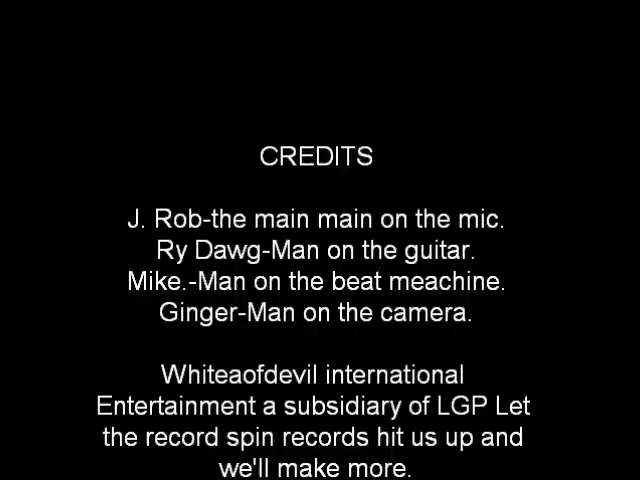 CREDITS
J. Rob-the main main on the mic.
Ry Dawg-Man on the guitar.
Mike.-Man on the beat meachine.
Ginger-Man on the camera.
Whiteaofdevil international
Entertainment a subsidiary of LGP Let
the record spin records hit us up and
we'll make more.